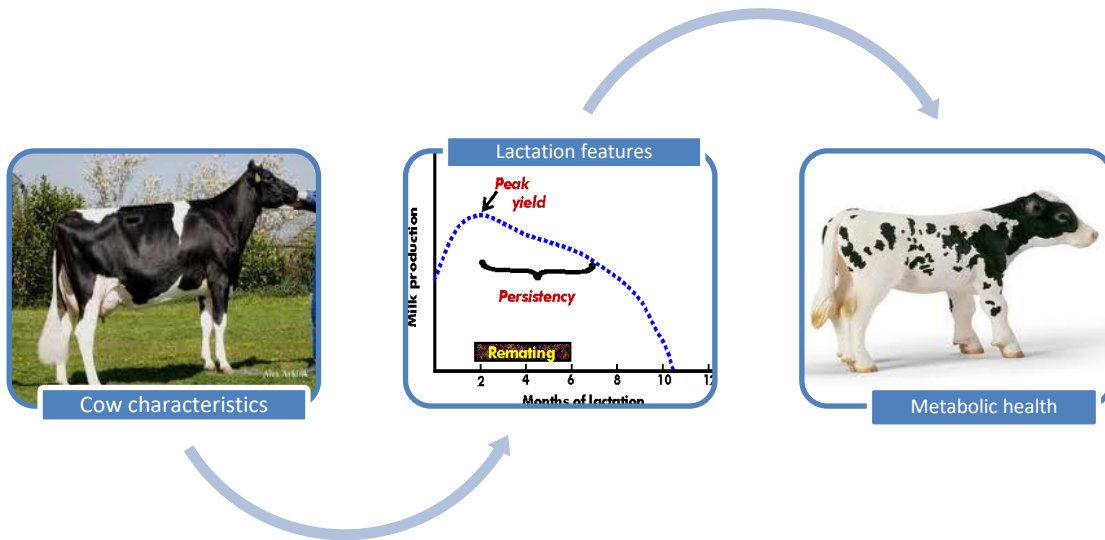 Lactation features
Peak
yield
Milk production
Persistency
Remating
2 4 6 8 10 12
Months of lactation
Cow characteristics
Metabolic health